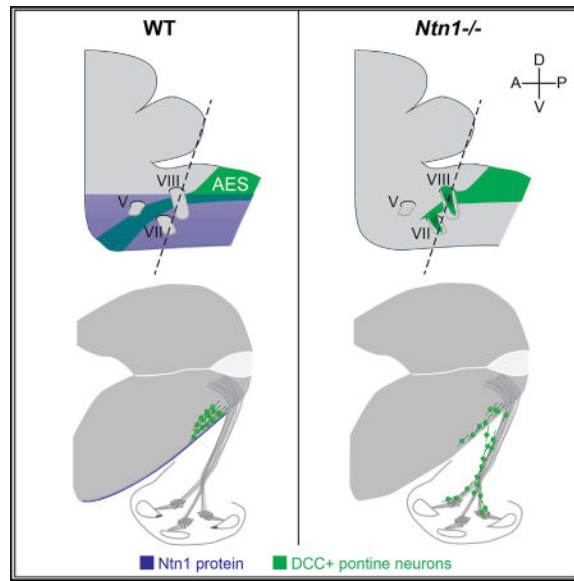 WT
Ntn1-/-
D
A P
V
VIII
AES
V
VII
VIII
V
VII
Ntn1 protein
DCC+ pontine neurons